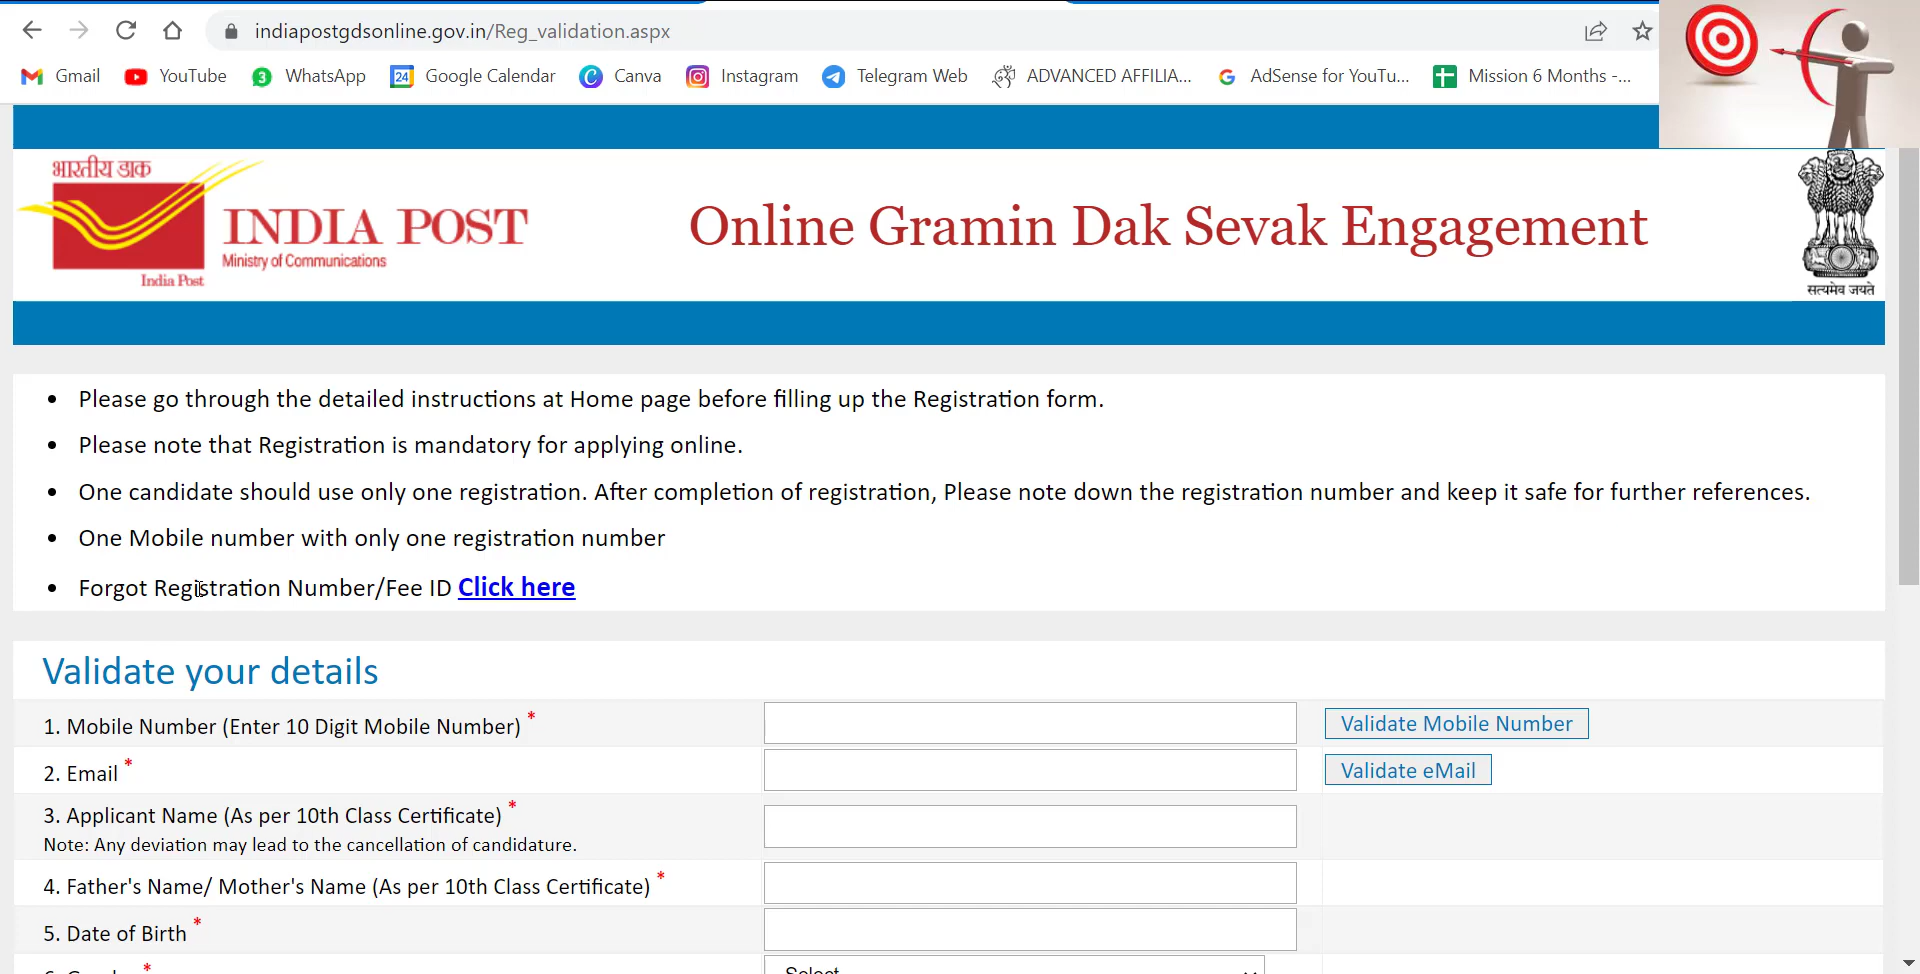 indiapostgdsonline.gov.in/Reg_validation.aspx
Gmail YouTube 3 WhatsApp 24 Google Calendar Canva Instagram Telegram Web ADVANCED AFFILIA... AdSense for YouTu... Mission 6 Months -...
भारतीय डाक
INDIA POST
Ministry of Communications
India Post
Online Gramin Dak Sevak Engagement
सत्यमेव जयते
• Please go through the detailed instructions at Home page before filling up the Registration form.
• Please note that Registration is mandatory for applying online.
• One candidate should use only one registration. After completion of registration, Please note down the registration number and keep it safe for further references.
• One Mobile number with only one registration number
• Forgot Registration Number/Fee ID Click here
Validate your details
1. Mobile Number (Enter 10 Digit Mobile Number) * Validate Mobile Number
2. Email * Validate eMail
3. Applicant Name (As per 10th Class Certificate) *
Note: Any deviation may lead to the cancellation of candidature.
4. Father's Name/ Mother's Name (As per 10th Class Certificate) *
5. Date of Birth *
Select